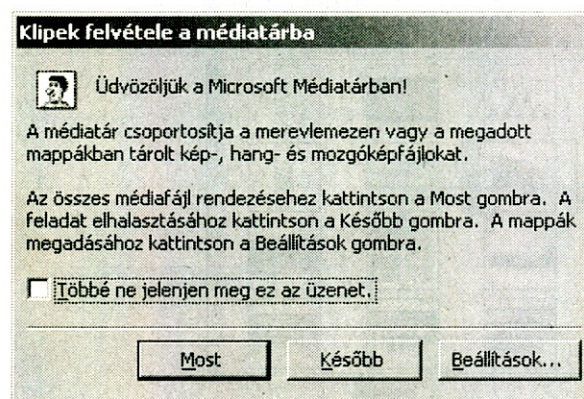 Klipek felvétele a médiatárba
Üdvözöljük a Microsoft Médiatárban!
A médiatár csoportosítja a merevlemezen vagy a megadott
mappákban tárolt kép-, hang- és mozgóképfájlokat.
Az összes médiafájl rendezésehez kattintson a Most gombra. A
feladat elhalasztásához kattintson a Később gombra. A mappák
megadásához kattintson a Beállítások gombra.
Többé ne jelenjen meg ez az üzenet.
Most
Később
Beállítások...